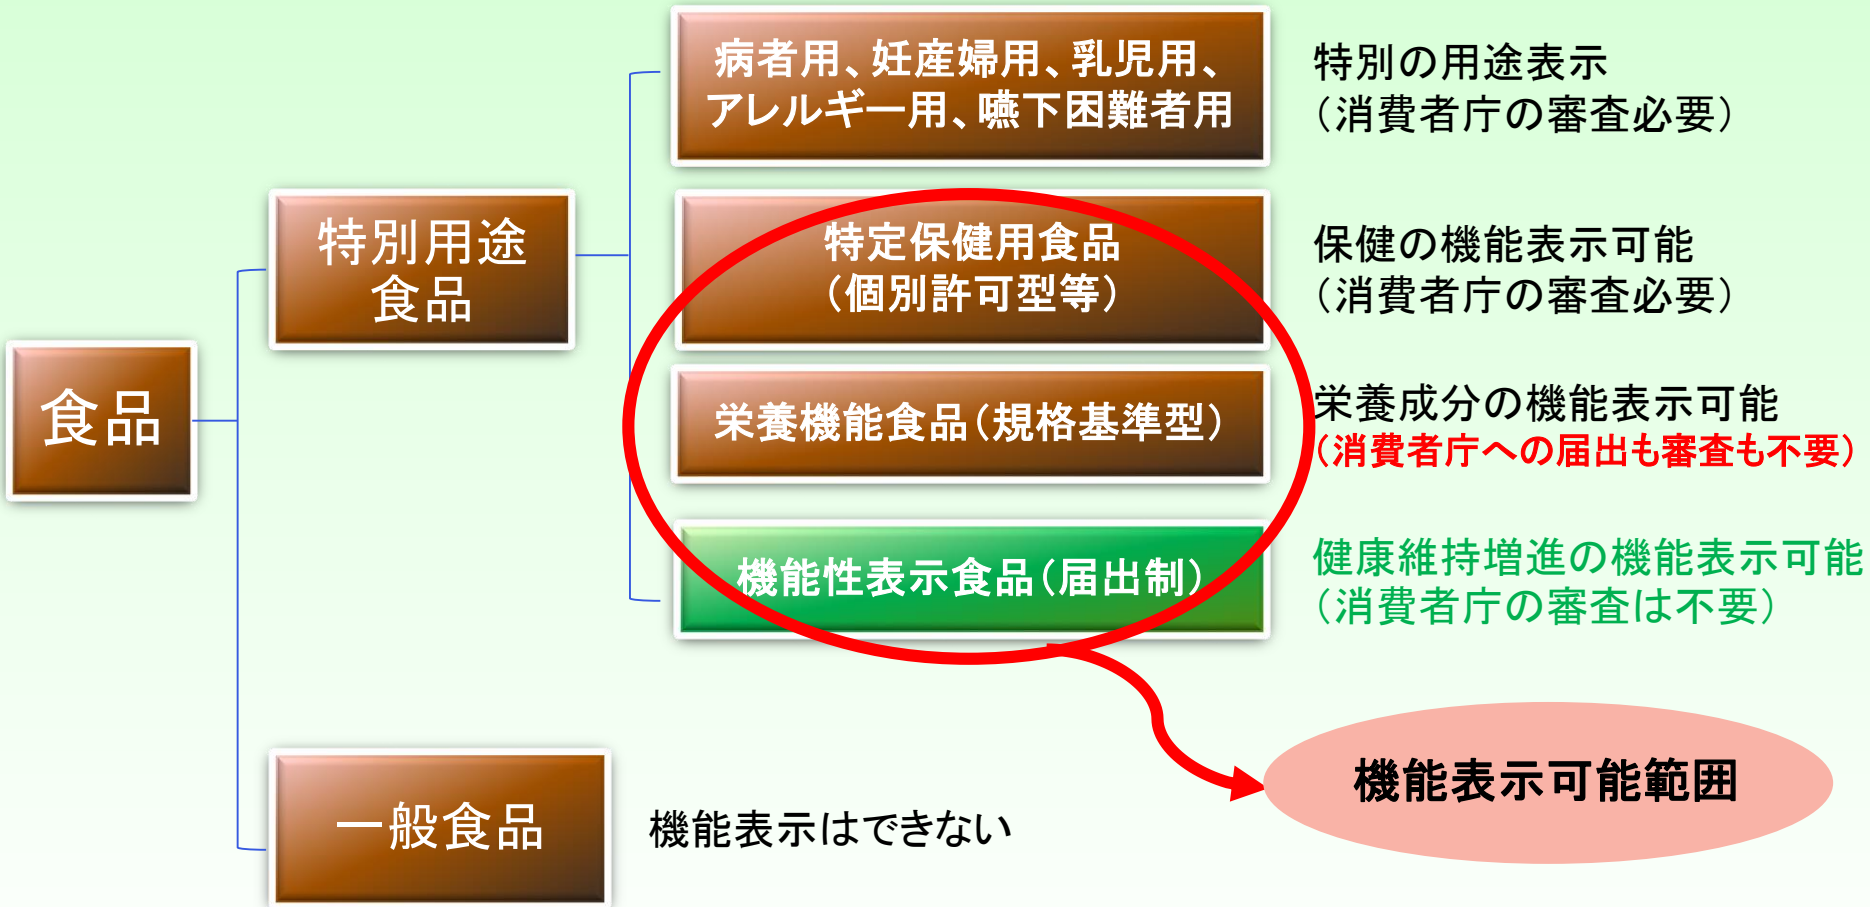 病者用、妊産婦用、乳児用、
アレルギー用、嚥下困難者用
特別の用途表示
（消費者庁の審査必要）
特別用途
食品
特定保健用食品
（個別許可型等）
保健の機能表示可能
（消費者庁の審査必要）
食品
栄養機能食品（規格基準型）
栄養成分の機能表示可能
（消費者庁への届出も審査も不要）
機能性表示食品（届出制）
健康維持増進の機能表示可能
（消費者庁の審査は不要）
機能表示可能範囲
一般食品
機能表示はできない